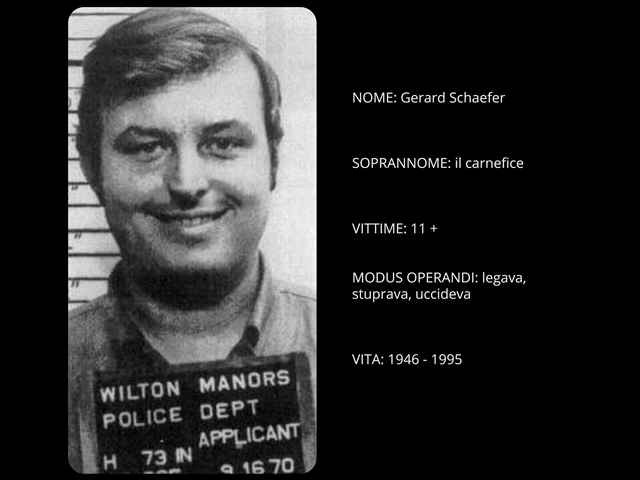 NOME: Gerard Schaefer
SOPRANNOME: il carnefice
VITTIME: 11 +
MODUS OPERANDI: legava,
stuprava, uccideva
VITA: 1946 - 1995
WILTON MANORS
POLICE DEPT
APPLICANT
H 73 IN
9 16 70